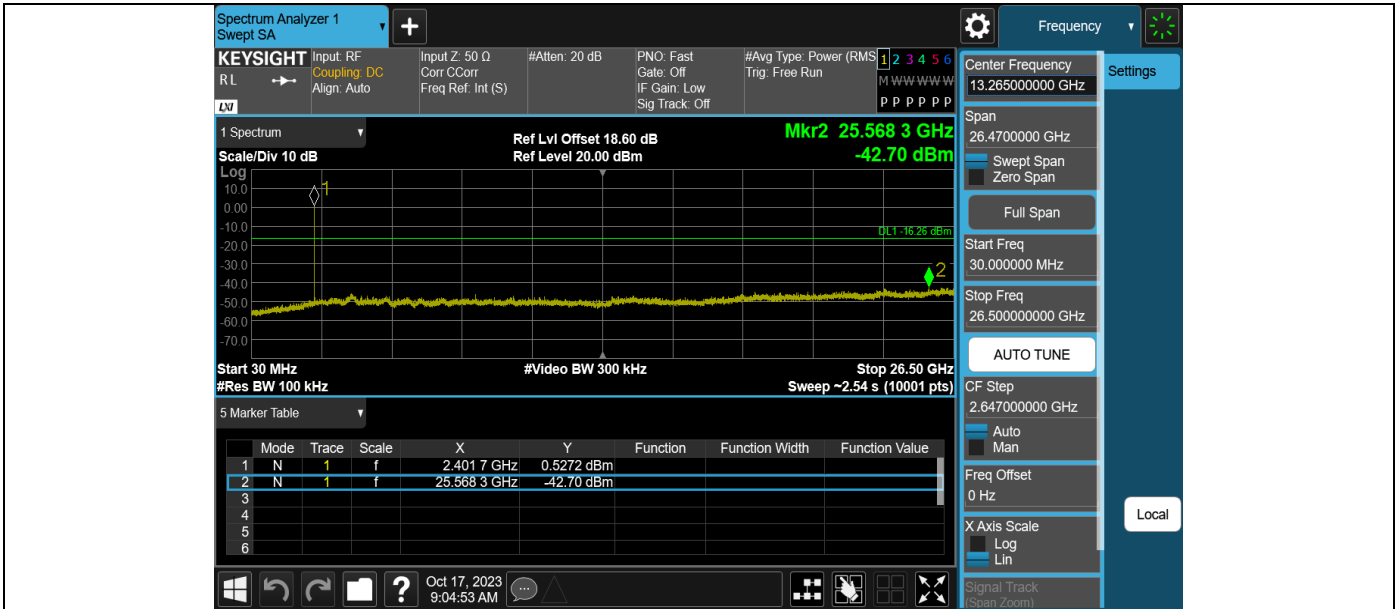 Spectrum Analyzer 1
Swept SA
Frequency
KEYSIGHT
R L
LXI
Input: RF
Coupling: DC
Align: Auto
Input Z: 50 Ω
Corr CCorr
Freq Ref: Int (S)
#Atten: 20 dB
PNO: Fast
Gate: Off
IF Gain: Low
Sig Track: Off
#Avg Type: Power (RMS
Trig: Free Run
1 2 3 4 5 6
M W W W W W
P P P P P P
1 Spectrum
Scale/Div 10 dB
Ref Lvl Offset 18.60 dB
Ref Level 20.00 dBm
Mkr2 25.568 3 GHz
-42.70 dBm
Log
10.0
0.00
-10.0
-20.0
-30.0
-40.0
-50.0
-60.0
-70.0
1
DL1 -16.26 dBm
2
Start 30 MHz
#Video BW 300 kHz
Stop 26.50 GHz
#Res BW 100 kHz
Sweep ~2.54 s (10001 pts)
5 Marker Table
Mode Trace Scale X Y Function Function Width Function Value
1 N 1 f 2.401 7 GHz 0.5272 dBm
2 N 1 f 25.568 3 GHz -42.70 dBm
3
4
5
6
Oct 17, 2023
9:04:53 AM
Center Frequency
13.265000000 GHz
Span
26.4700000 GHz
Swept Span
Zero Span
Full Span
Start Freq
30.000000 MHz
Stop Freq
26.500000000 GHz
AUTO TUNE
CF Step
2.647000000 GHz
Auto
Man
Freq Offset
0 Hz
X Axis Scale
Log
Lin
Signal Track
(Span Zoom)
Settings
Local